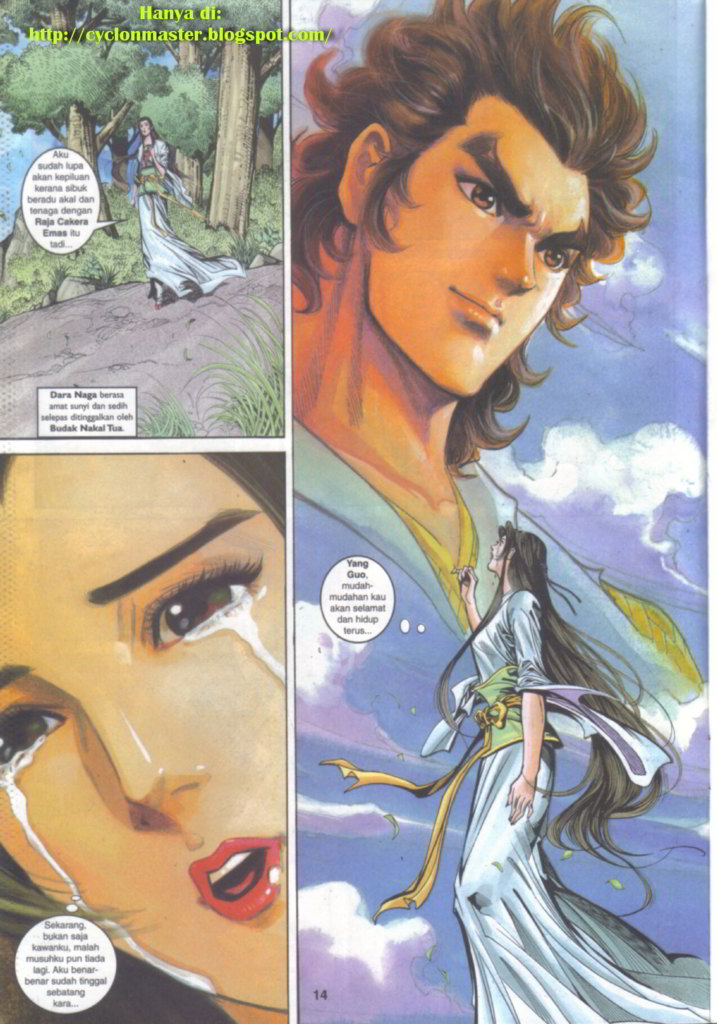 Hanya di:
http://cyclonmaster.blogspot.com/
Aku
sudah lupa
akan kepiluan
kerana sibuk
beradu akal dan
tenaga dengan
Raja Cakera
Emas itu
tadi...
Dara Naga berasa
amat sunyi dan sedih
selepas ditinggalkan oleh
Budak Nakal Tua.
Sekarang,
bukan saja
kawanku, malah
musuhku pun tiada
lagi. Aku benar-
benar sudah tinggal
sebatang
kara...
Yang
Guo,
mudah-
mudahan kau
akan selamat
dan hidup
terus...
14